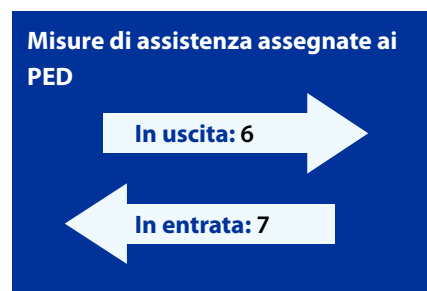 Misure di assistenza assegnate ai
PED
In uscita: 6
In entrata: 7